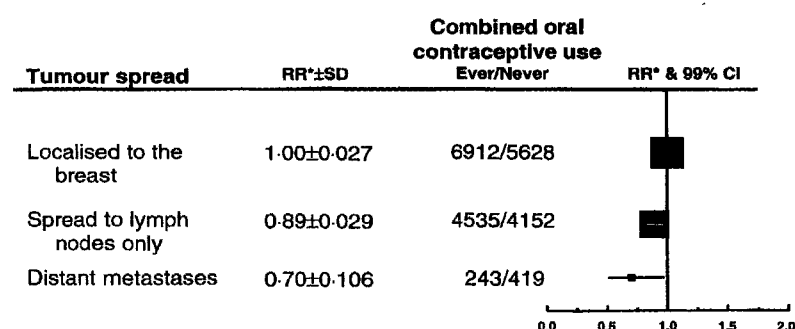 Combined oral
contraceptive use
Tumour spread RR*±SD Ever/Never RR* & 99% CI
Localised to the 1·00±0·027 6912/5628
breast
Spread to lymph 0·89±0·029 4535/4152
nodes only
Distant metastases 0·70±0·106 243/419
0.0 0.5 1.0 1.5 2.0